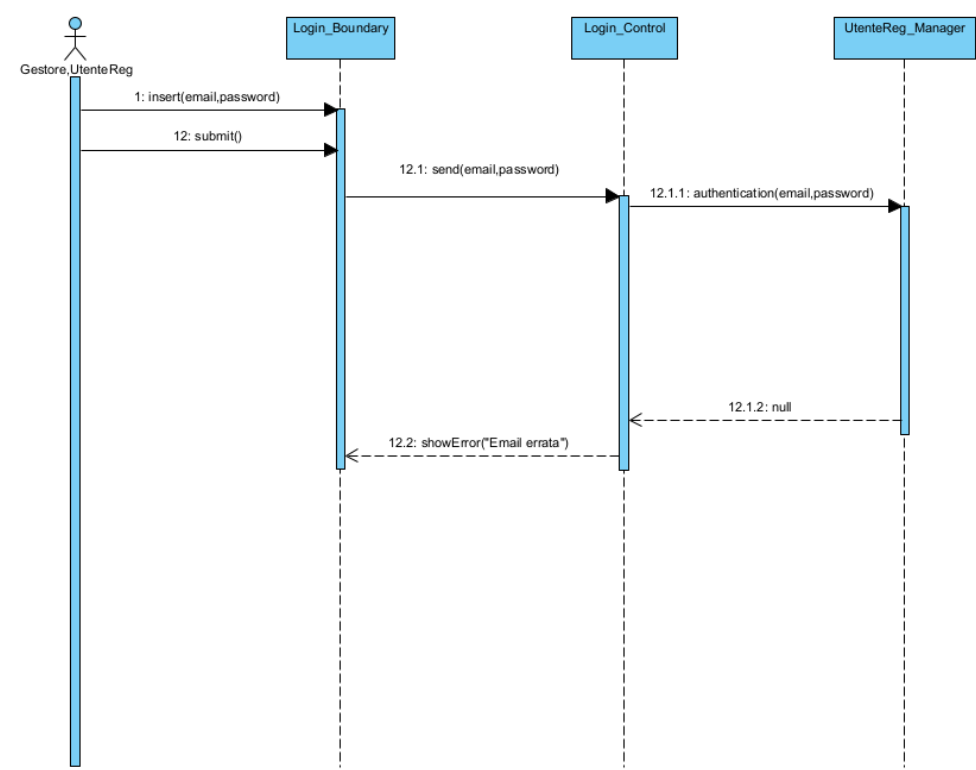 Login_Boundary
Login_Control
UtenteReg_Manager
Gestore,UtenteReg
1: insert(email,password)
12: submit()
12.1: send(email,password)
12.1.1: authentication(email,password)
12.1.2: null
12.2: showError("Email errata")